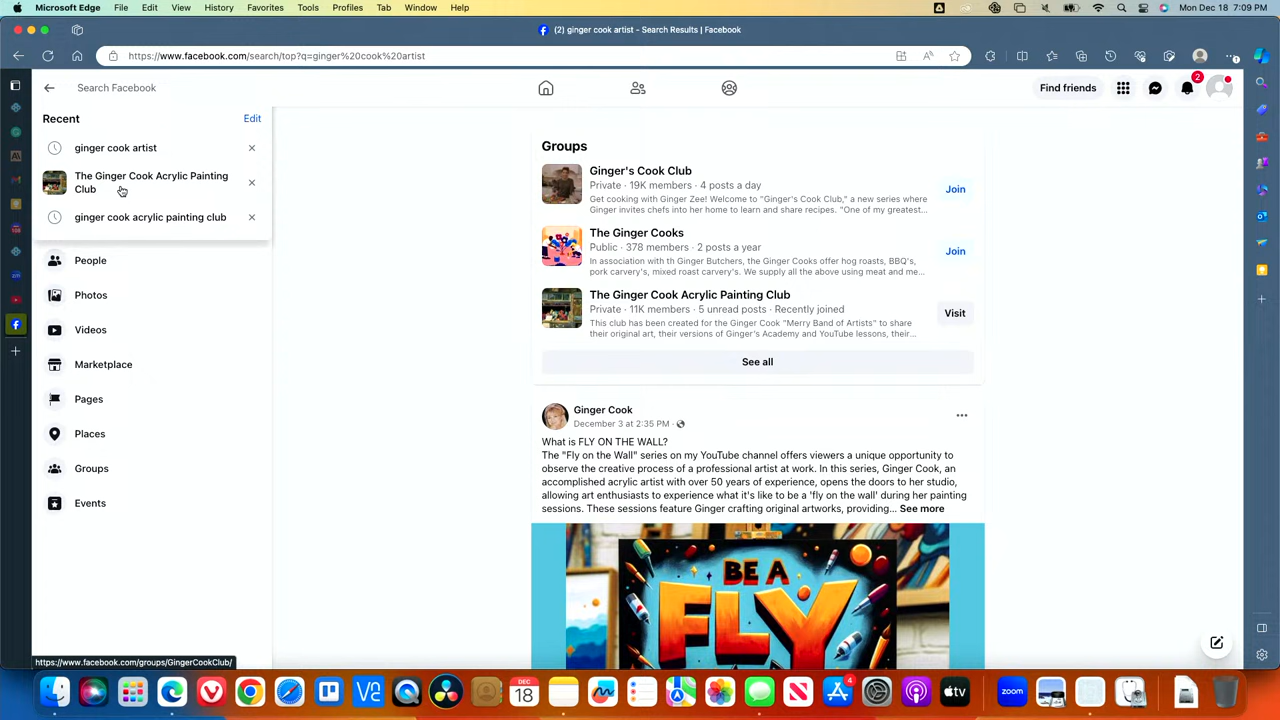 Microsoft Edge File Edit View History Favorites Tools Profiles Tab Window Help Mon Dec 18 7:09 PM
(2) ginger cook artist - Search Results | Facebook
https://www.facebook.com/search/top?q=ginger%20cook%20artist
Search Facebook
Find friends
2
Recent
Edit
ginger cook artist
The Ginger Cook Acrylic Painting
Club
ginger cook acrylic painting club
People
Photos
Videos
Marketplace
Pages
Places
Groups
Events
Groups
Ginger's Cook Club
Private · 19K members · 4 posts a day
Get cooking with Ginger Zee! Welcome to "Ginger's Cook Club," a new series where
Ginger invites chefs into her home to learn and share recipes. "One of my greatest...
Join
The Ginger Cooks
Public · 378 members · 2 posts a year
In association with th Ginger Butchers, the Ginger Cooks offer hog roasts, BBQ's,
pork carvery's, mixed roast carvery's. We supply all the above using meat and me...
Join
The Ginger Cook Acrylic Painting Club
Private · 11K members · 5 unread posts · Recently joined
This club has been created for the Ginger Cook "Merry Band of Artists" to share
their original art, their versions of Ginger's Academy and YouTube lessons, their...
Visit
See all
Ginger Cook
December 3 at 2:35 PM ·
What is FLY ON THE WALL?
The "Fly on the Wall" series on my YouTube channel offers viewers a unique opportunity to
observe the creative process of a professional artist at work. In this series, Ginger Cook, an
accomplished acrylic artist with over 50 years of experience, opens the doors to her studio,
allowing art enthusiasts to experience what it's like to be a 'fly on the wall' during her painting
sessions. These sessions feature Ginger crafting original artworks, providing... See more
BE A
FLY
https://www.facebook.com/groups/GingerCookClub/
DEC
18
4
zoom
tv